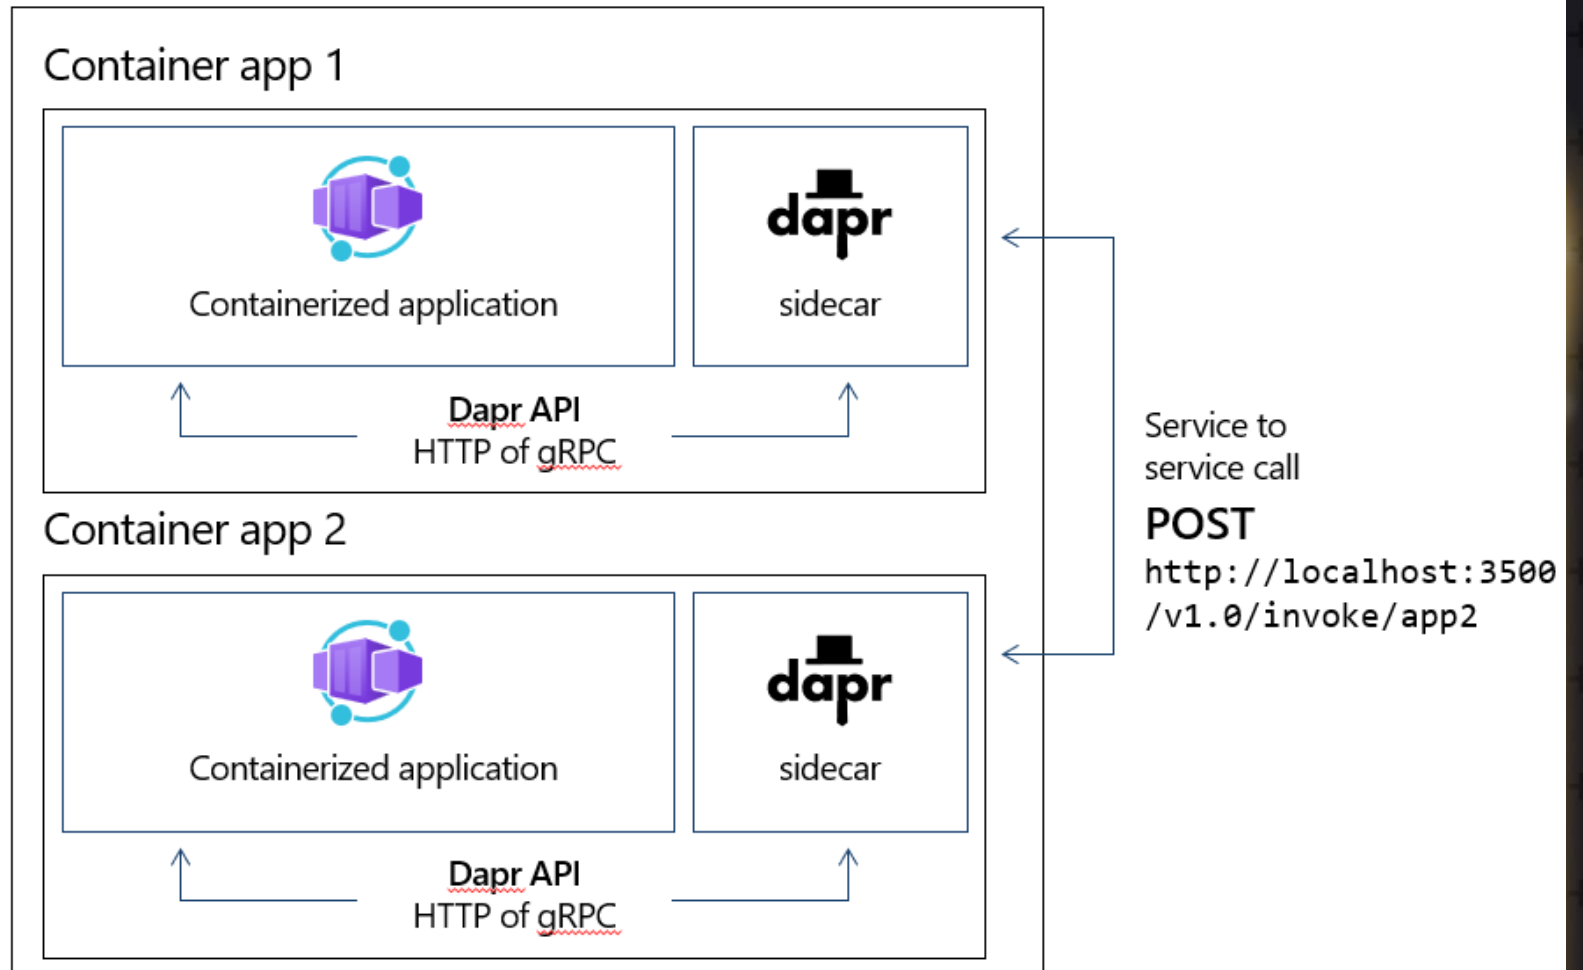 Container app 1
dapr
Containerized application
sidecar
Dapr API
HTTP of gRPC
Service to
service call
POST
http://localhost:3500
/v1.0/invoke/app2
Container app 2
dapr
Containerized application
sidecar
Dapr API
HTTP of gRPC